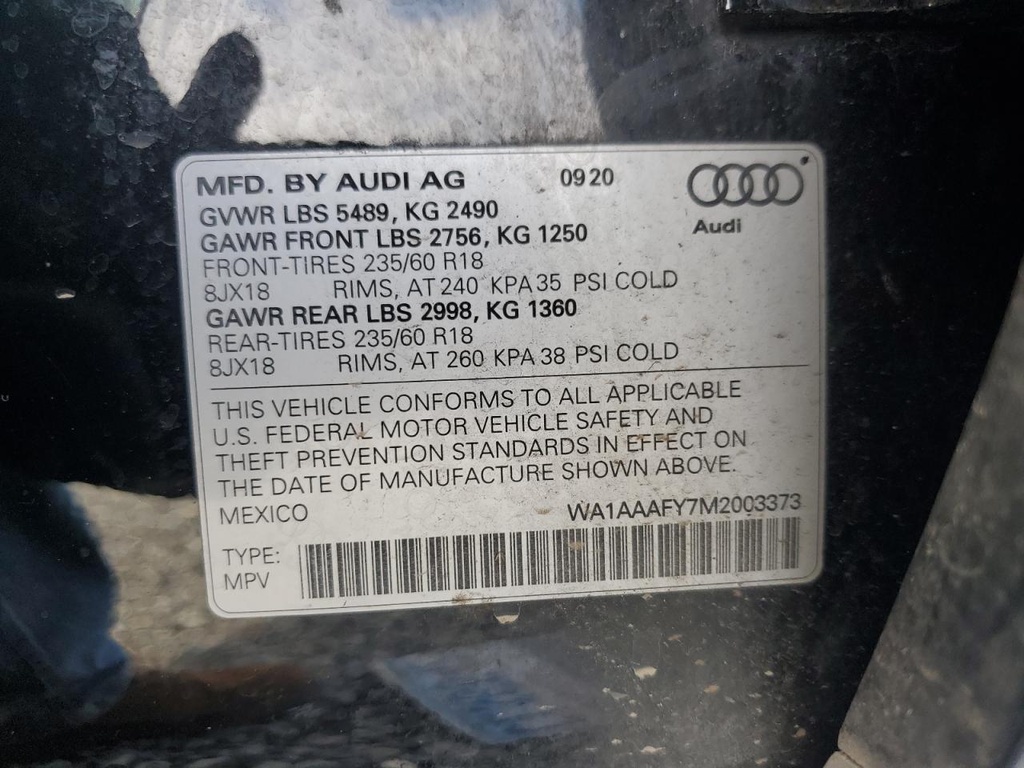 MFD. BY AUDI AG 09 20
GVWR LBS 5489, KG 2490
Audi
GAWR FRONT LBS 2756, KG 1250
FRONT-TIRES 235/60 R18
8JX18 RIMS, AT 240 KPA 35 PSI COLD
GAWR REAR LBS 2998, KG 1360
REAR-TIRES 235/60 R18
8JX18 RIMS, AT 260 KPA 38 PSI COLD
THIS VEHICLE CONFORMS TO ALL APPLICABLE
U.S. FEDERAL MOTOR VEHICLE SAFETY AND
THEFT PREVENTION STANDARDS IN EFFECT ON
THE DATE OF MANUFACTURE SHOWN ABOVE.
MEXICO WA1AAAFY7M2003373
TYPE:
MPV